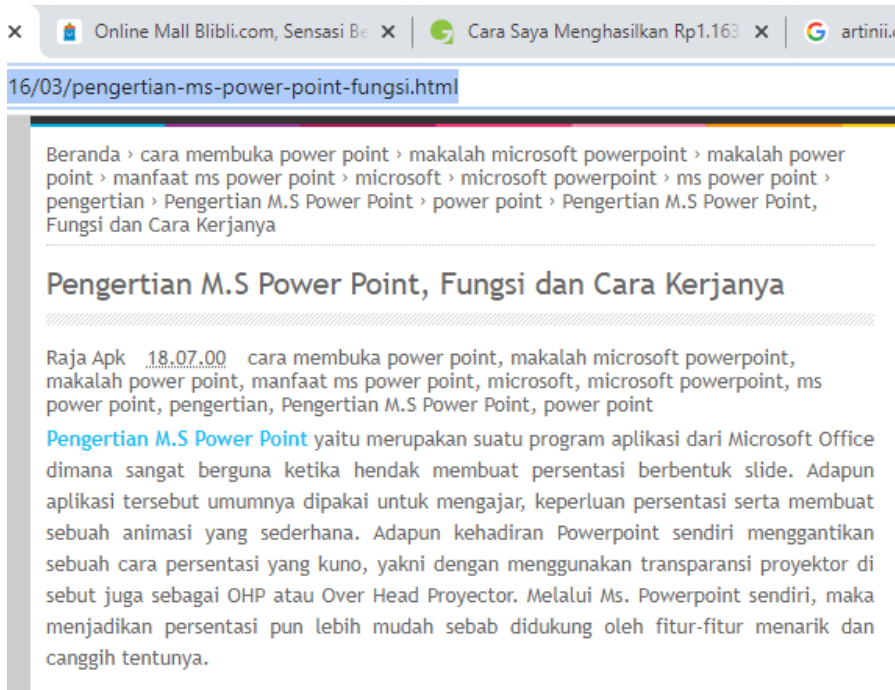 Online Mall Blibli.com, Sensasi Be
Cara Saya Menghasilkan Rp1.163
artinii.
16/03/pengertian-ms-power-point-fungsi.html
Beranda › cara membuka power point › makalah microsoft powerpoint › makalah power
point › manfaat ms power point › microsoft › microsoft powerpoint › ms power point ›
pengertian › Pengertian M.S Power Point › power point › Pengertian M.S Power Point,
Fungsi dan Cara Kerjanya
Pengertian M.S Power Point, Fungsi dan Cara Kerjanya
Raja Apk 18.07.00 cara membuka power point, makalah microsoft powerpoint,
makalah power point, manfaat ms power point, microsoft, microsoft powerpoint, ms
power point, pengertian, Pengertian M.S Power Point, power point
Pengertian M.S Power Point yaitu merupakan suatu program aplikasi dari Microsoft Office
dimana sangat berguna ketika hendak membuat persentasi berbentuk slide. Adapun
aplikasi tersebut umumnya dipakai untuk mengajar, keperluan persentasi serta membuat
sebuah animasi yang sederhana. Adapun kehadiran Powerpoint sendiri menggantikan
sebuah cara persentasi yang kuno, yakni dengan menggunakan transparansi proyektor di
sebut juga sebagai OHP atau Over Head Proyector. Melalui Ms. Powerpoint sendiri, maka
menjadikan persentasi pun lebih mudah sebab didukung oleh fitur-fitur menarik dan
canggih tentunya.